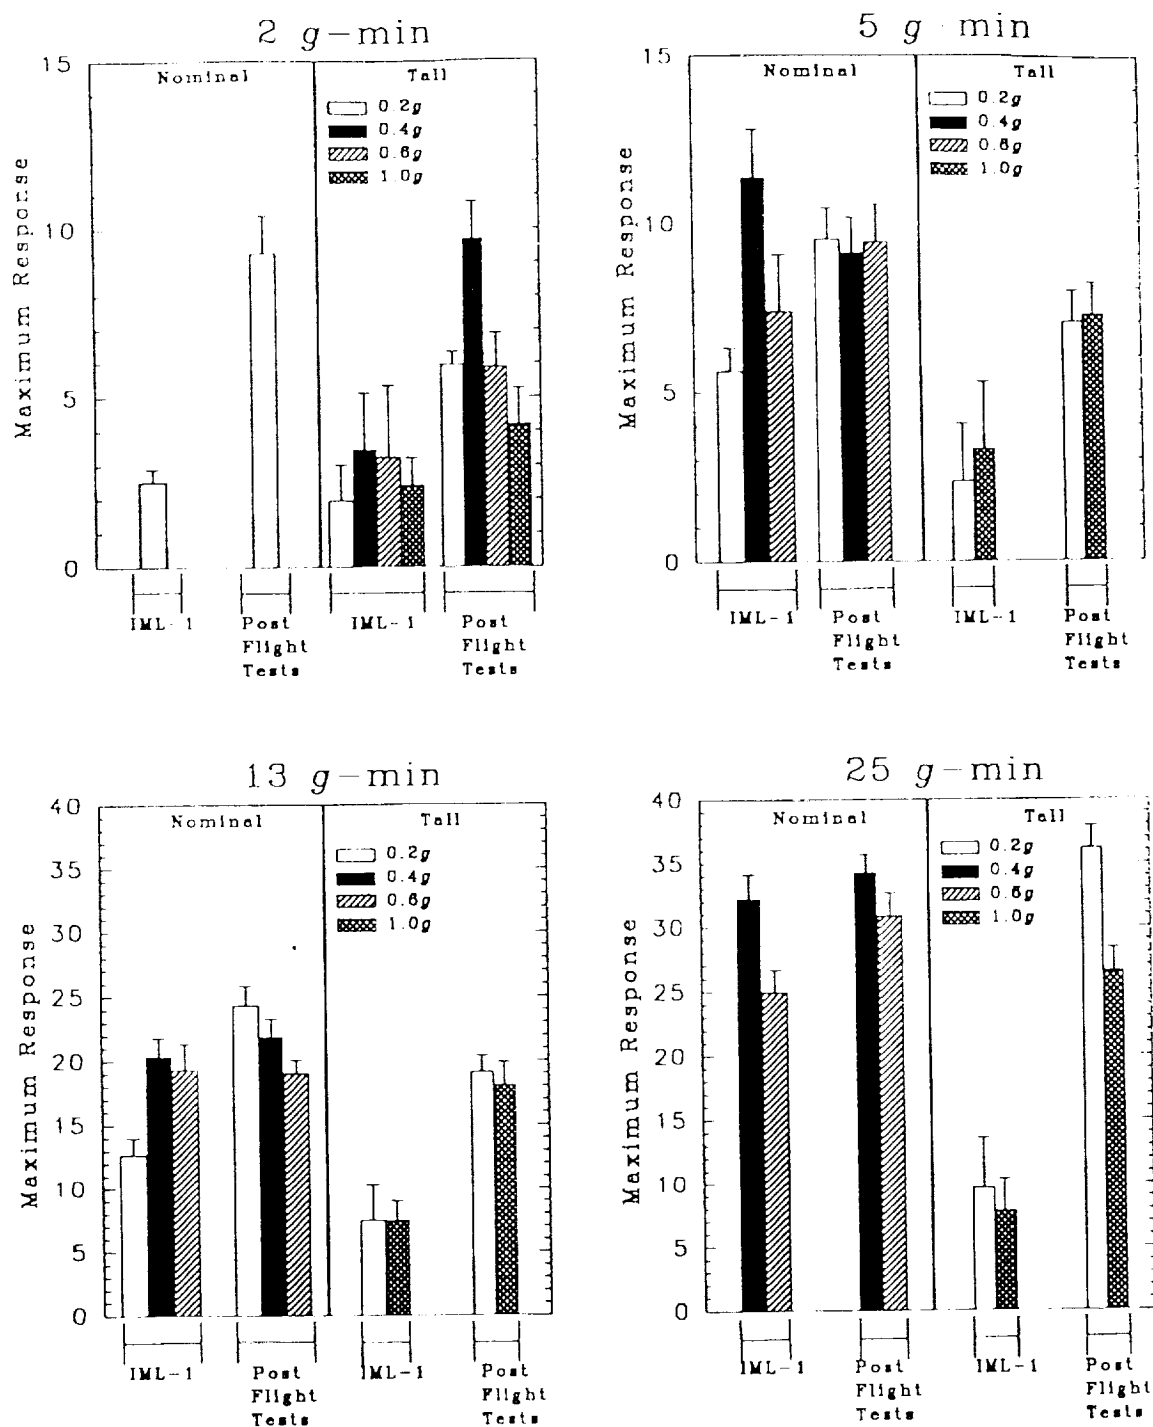 2 g-min
15
10
5
0
Maximum Response
Nominal
Tall
0.2g
0.4g
0.6g
1.0g
IML-1
Post
Flight
Tests
IML-1
Post
Flight
Tests
5 g min
15
10
5
0
Maximum Response
Nominal
Tall
0.2g
0.4g
0.6g
1.0g
IML-1
Post
Flight
Tests
IML-1
Post
Flight
Tests
13 g-min
40
35
30
25
20
15
10
5
0
Maximum Response
Nominal
Tall
0.2g
0.4g
0.6g
1.0g
IML-1
Post
Flight
Tests
IML-1
Post
Flight
Tests
25 g-min
40
35
30
25
20
15
10
5
0
Maximum Response
Nominal
Tall
0.2g
0.4g
0.6g
1.0g
IML-1
Post
Flight
Tests
IML-1
Post
Flight
Tests